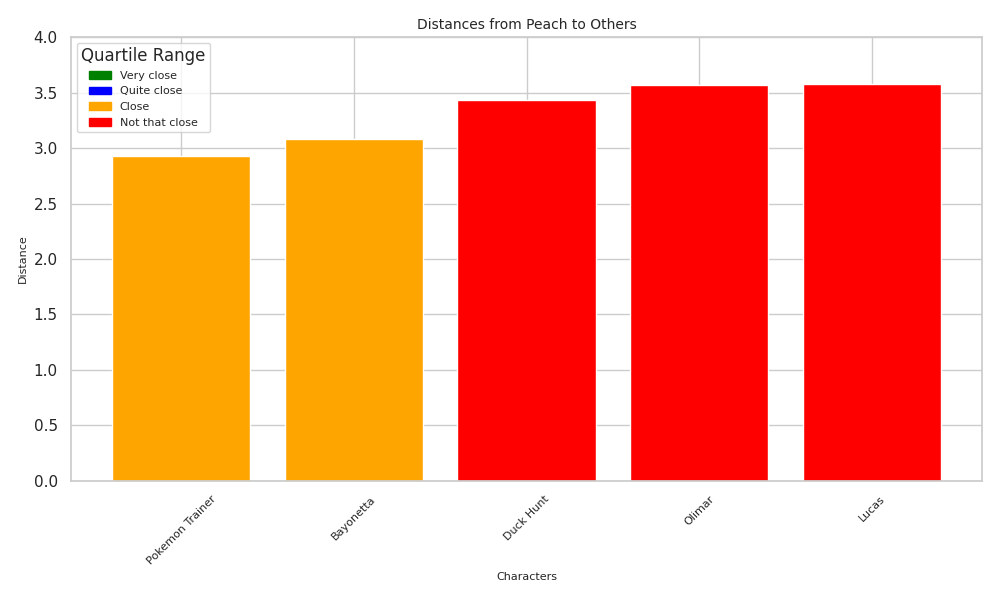 Distances from Peach to Others
4.0
3.5
3.0
2.5
2.0
1.5
1.0
0.5
0.0
Distance
Quartile Range
Very close
Quite close
Close
Not that close
Pokemon Trainer
Bayonetta
Duck Hunt
Olimar
Lucas
Characters